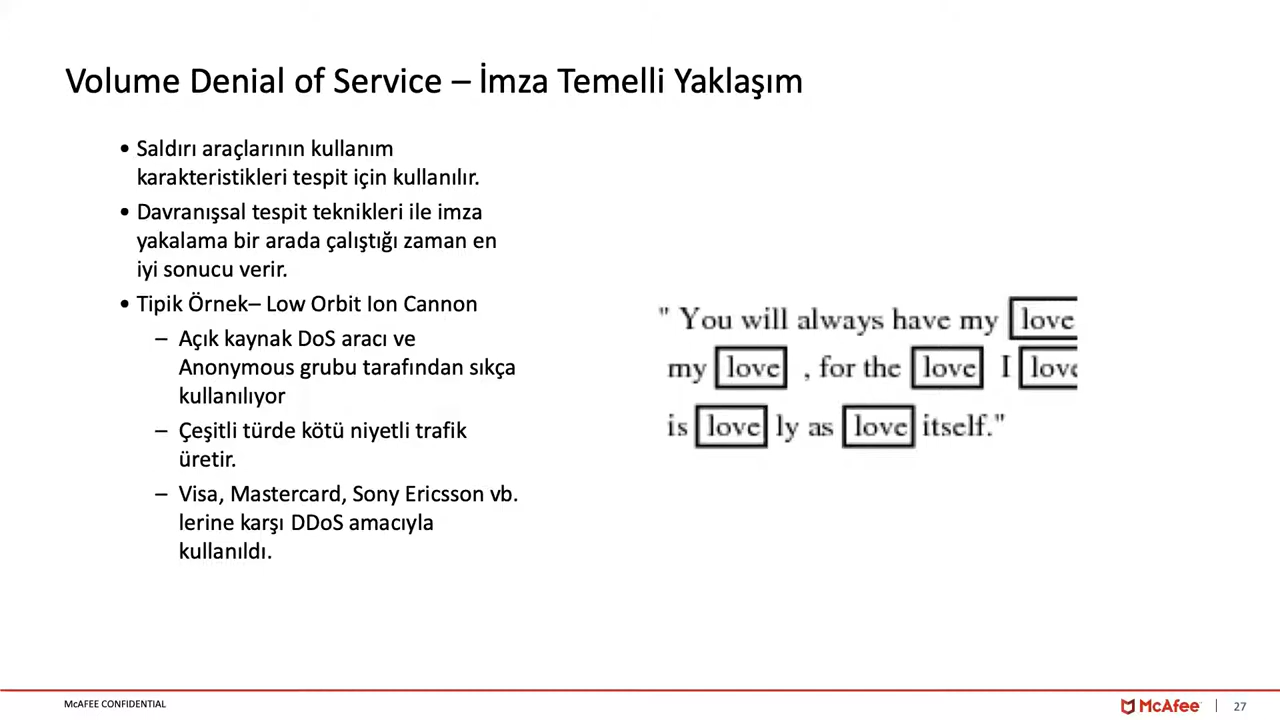 Volume Denial of Service – İmza Temelli Yaklaşım
• Saldırı araçlarının kullanım
karakteristikleri tespit için kullanılır.
• Davranışsal tespit teknikleri ile imza
yakalama bir arada çalıştığı zaman en
iyi sonucu verir.
• Tipik Örnek– Low Orbit Ion Cannon
– Açık kaynak DoS aracı ve
Anonymous grubu tarafından sıkça
kullanılıyor
– Çeşitli türde kötü niyetli trafik
üretir.
– Visa, Mastercard, Sony Ericsson vb.
lerine karşı DDoS amacıyla
kullanıldı.
" You will always have my love
my love , for the love I love
is love ly as love itself."
McAFEE CONFIDENTIAL
McAfee | 27